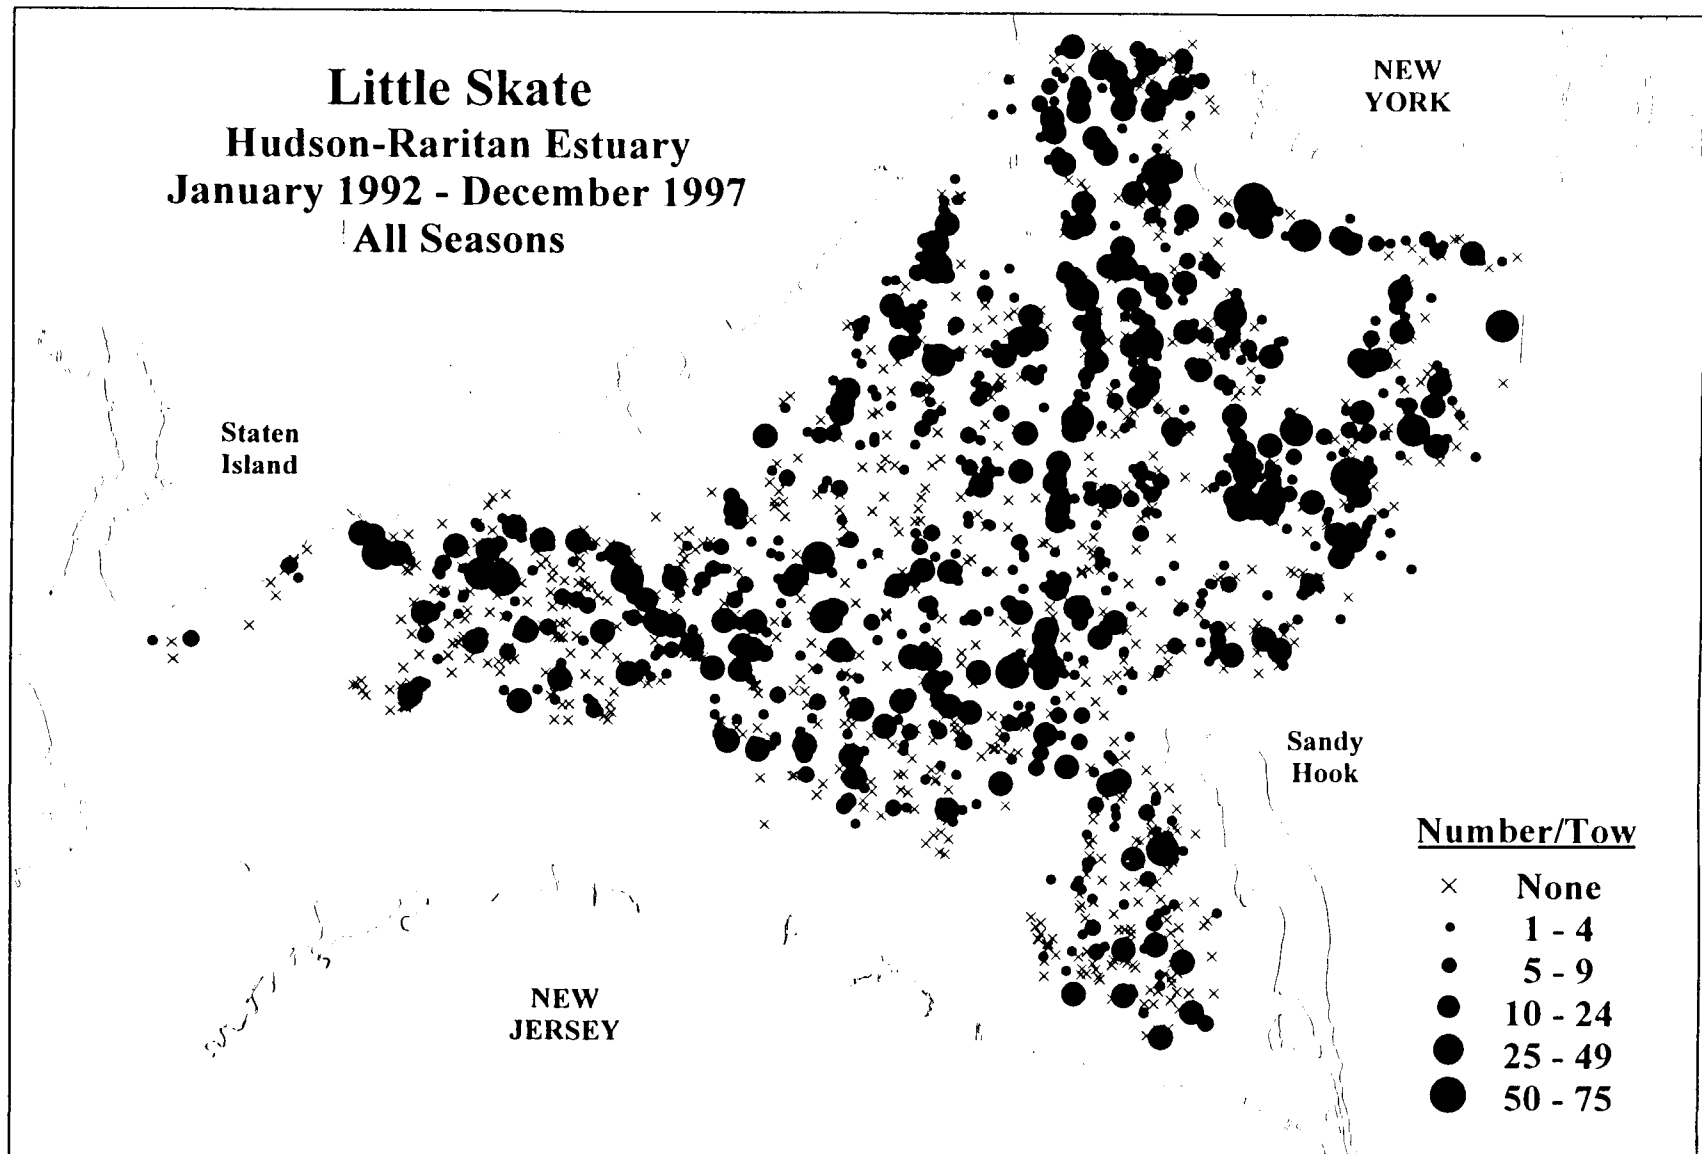 Little Skate
Hudson-Raritan Estuary
January 1992 - December 1997
All Seasons
NEW
YORK
Staten
Island
Sandy
Hook
NEW
JERSEY
Number/Tow
None
1 - 4
5 - 9
10 - 24
25 - 49
50 - 75